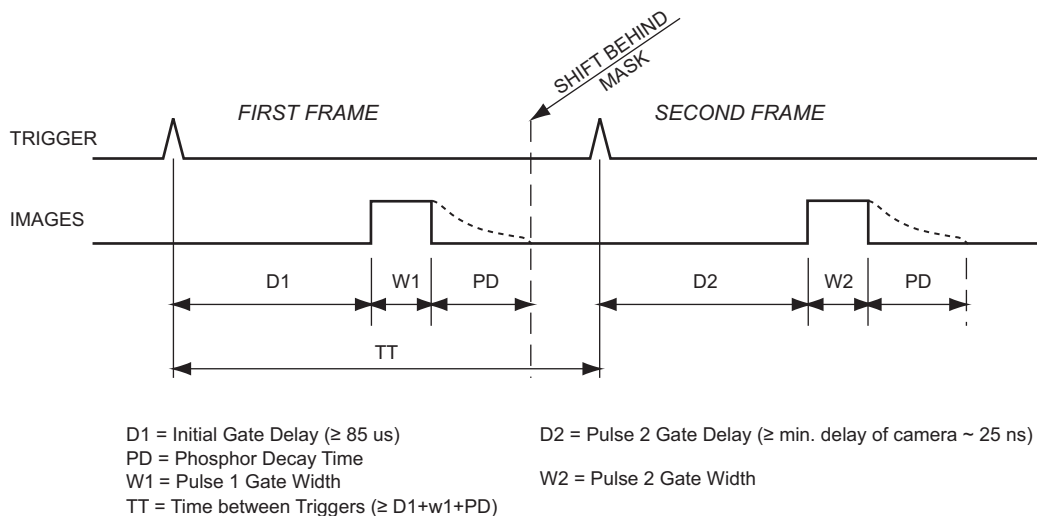 SHIFT BEHIND
MASK
FIRST FRAME
SECOND FRAME
TRIGGER
IMAGES
D1
W1
PD
D2
W2
PD
TT
D1 = Initial Gate Delay (≥ 85 us)
PD = Phosphor Decay Time
W1 = Pulse 1 Gate Width
TT = Time between Triggers (≥ D1+w1+PD)
D2 = Pulse 2 Gate Delay (≥ min. delay of camera ~ 25 ns)
W2 = Pulse 2 Gate Width